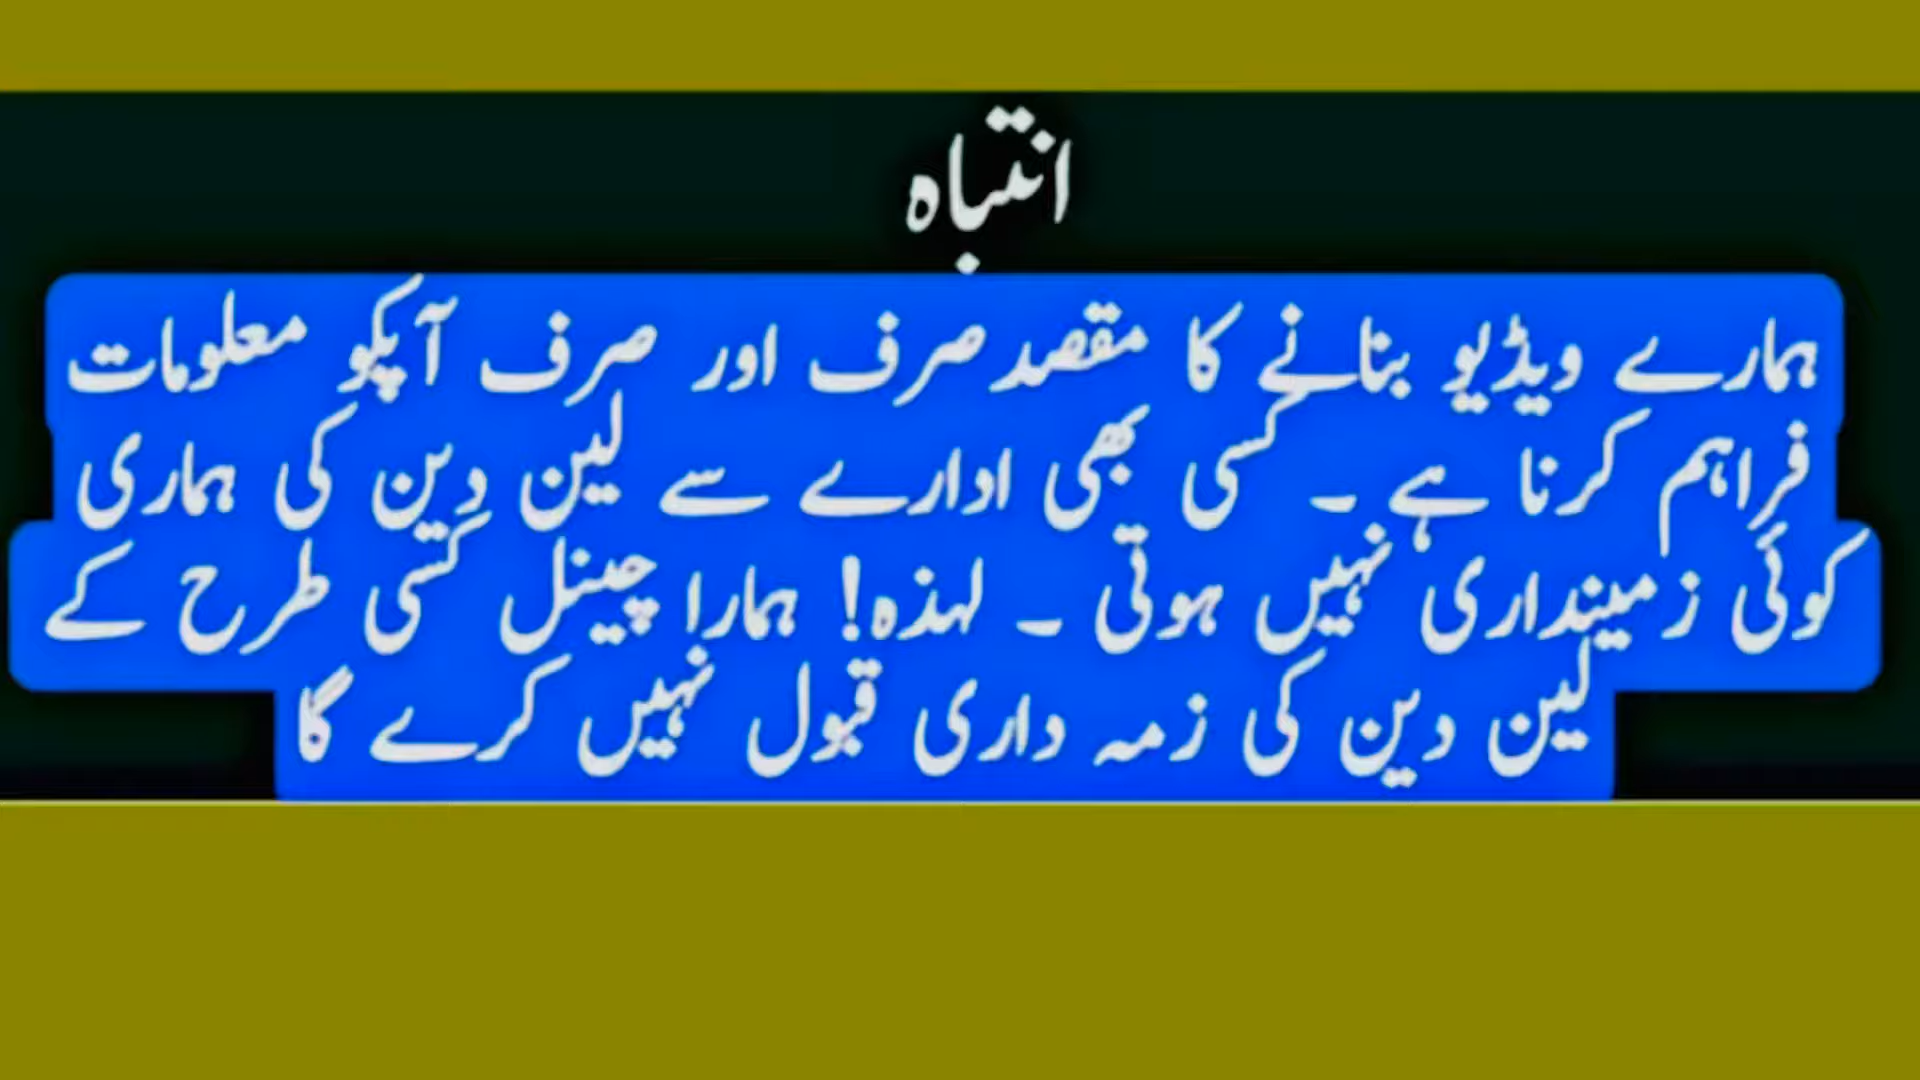 انتباہ
ہمارے ویڈیو بنانے کا مقصد صرف اور صرف آپکو معلومات
فراہم کرنا ہے ۔ کسی بھی ادارے سے لین دین کی ہماری
کوئی زمینداری نہیں ہوتی ۔ لہذہ! ہمارا چینل کسی طرح کے
لین دین کی زمہ داری قبول نہیں کرے گا